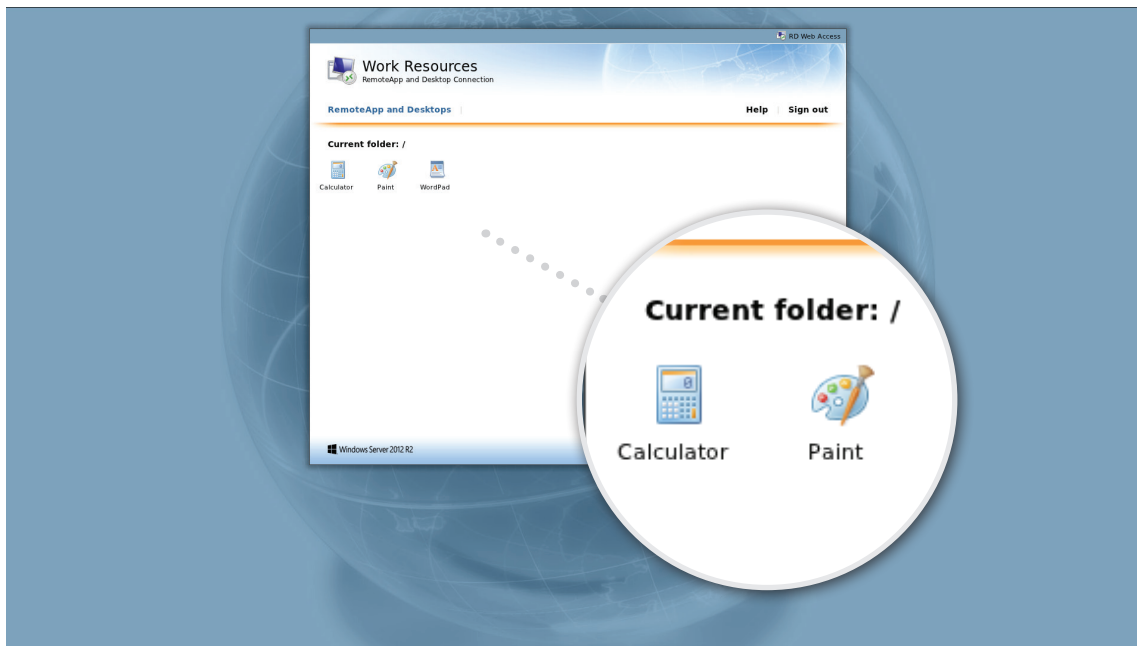 RD Web Access
Work Resources
RemoteApp and Desktop Connection
RemoteApp and Desktops
Help
Sign out
Current folder: /
Calculator
Paint
WordPad
Current folder: /
Calculator
Paint
Windows Server 2012 R2